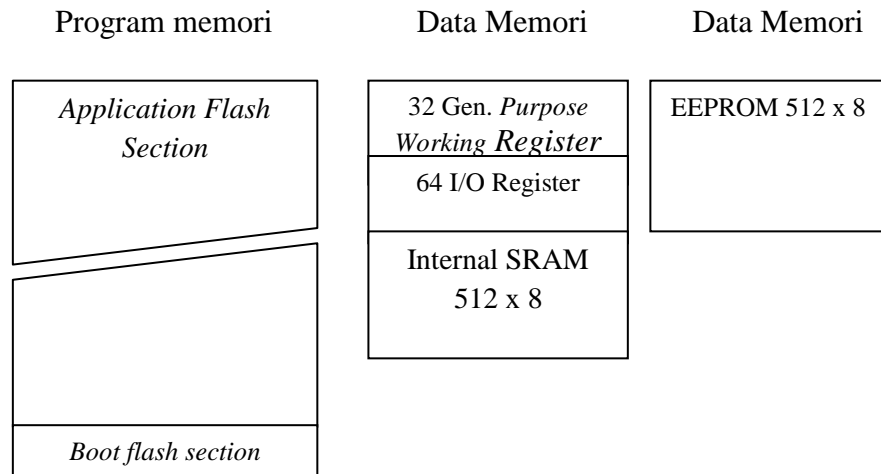 Program memori
Data Memori
Data Memori
Application Flash
Section
32 Gen. Purpose
Working Register
64 I/O Register
Internal SRAM
512 x 8
EEPROM 512 x 8
Boot flash section